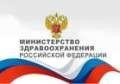 МИНИСТЕРСТВО
ЗДРАВООХРАНЕНИЯ
РОССИЙСКОЙ ФЕДЕРАЦИИ